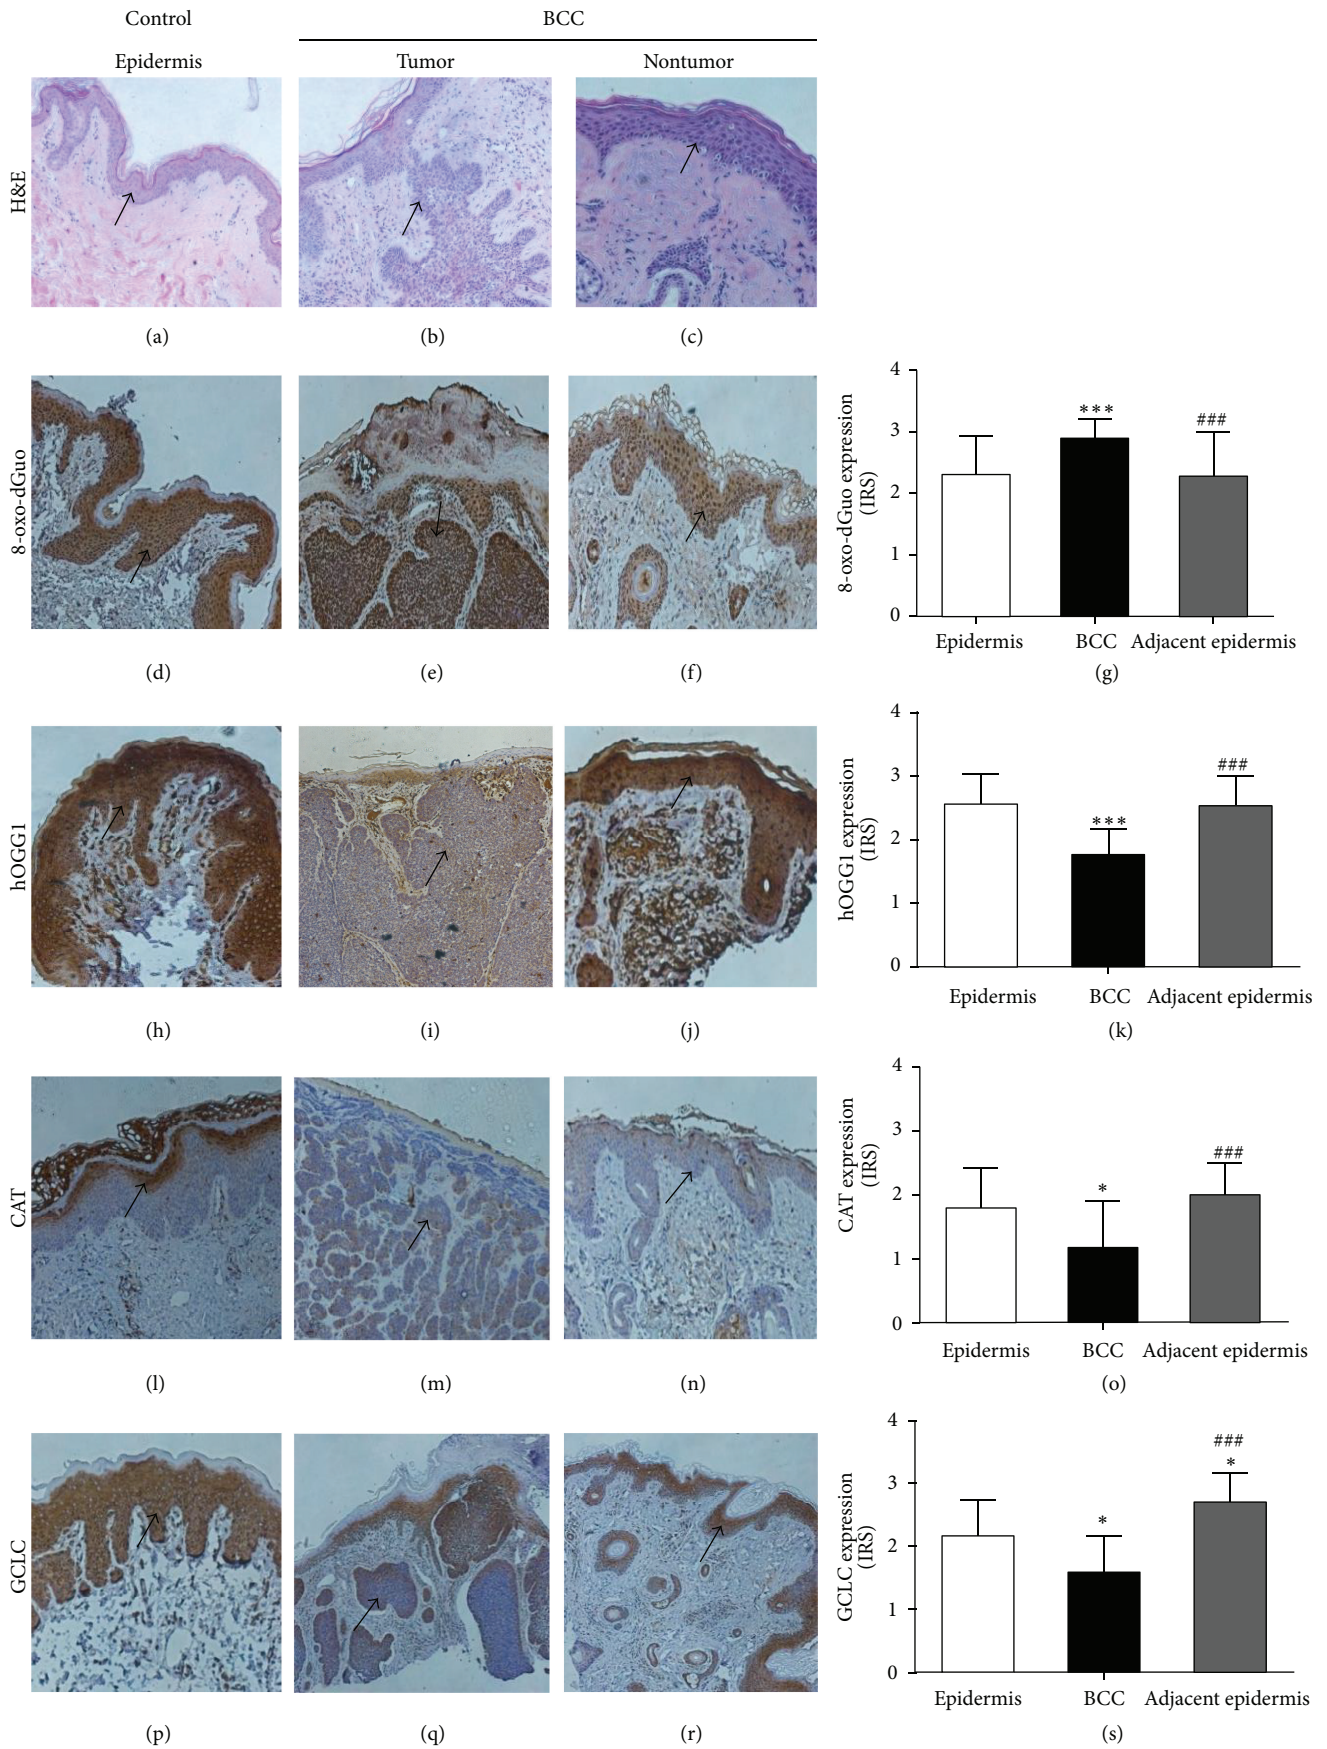 Control
BCC
Epidermis
Tumor
Nontumor
H&E
(a)
(b)
(c)
8-oxo-dGuo
(d)
(e)
(f)
8-oxo-dGuo expression
(IRS)
4
3
2
1
0
***
###
Epidermis
BCC
Adjacent epidermis
(g)
hOGG1
(h)
(i)
(j)
hOGG1 expression
(IRS)
4
3
2
1
0
***
###
Epidermis
BCC
Adjacent epidermis
(k)
CAT
(l)
(m)
(n)
CAT expression
(IRS)
4
3
2
1
0
*
###
Epidermis
BCC
Adjacent epidermis
(o)
GCLC
(p)
(q)
(r)
GCLC expression
(IRS)
4
3
2
1
0
*
###
*
Epidermis
BCC
Adjacent epidermis
(s)